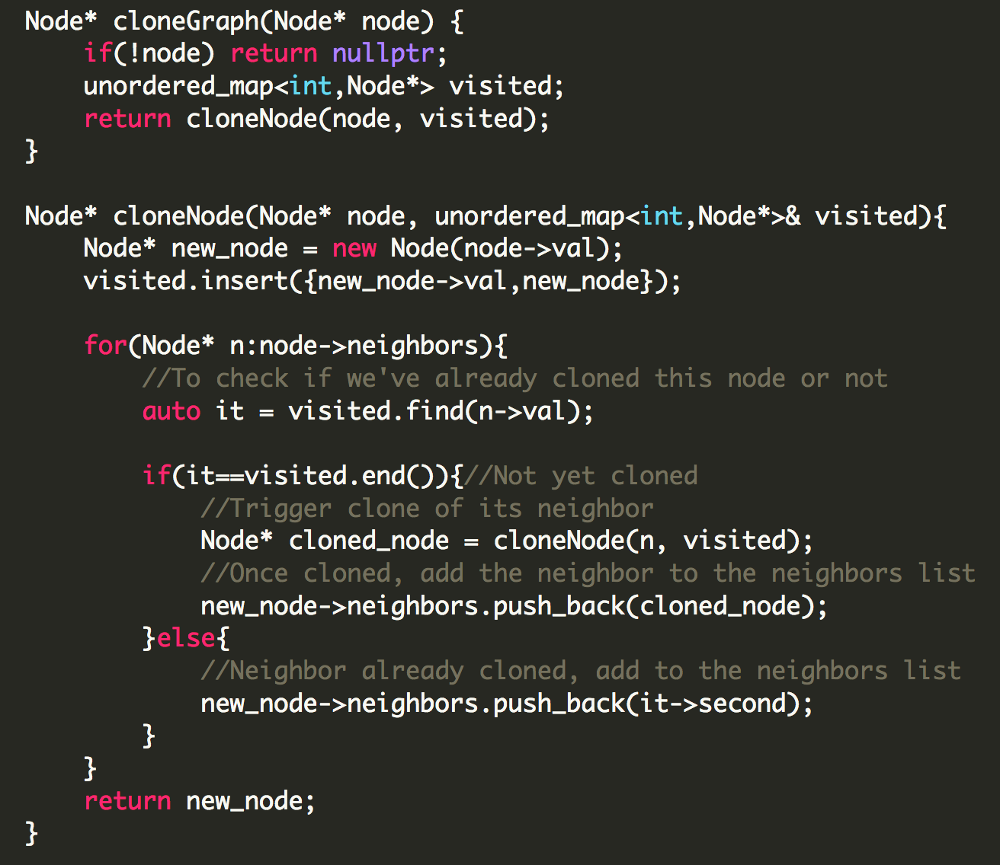 Node* cloneGraph(Node* node) {
    if(!node) return nullptr;
    unordered_map<int,Node*> visited;
    return cloneNode(node, visited);
}

Node* cloneNode(Node* node, unordered_map<int,Node*>& visited){
    Node* new_node = new Node(node->val);
    visited.insert({new_node->val,new_node});

    for(Node* n:node->neighbors){
        //To check if we've already cloned this node or not
        auto it = visited.find(n->val);

        if(it==visited.end()){//Not yet cloned
            //Trigger clone of its neighbor
            Node* cloned_node = cloneNode(n, visited);
            //Once cloned, add the neighbor to the neighbors list
            new_node->neighbors.push_back(cloned_node);
        }else{
            //Neighbor already cloned, add to the neighbors list
            new_node->neighbors.push_back(it->second);
        }
    }
    return new_node;
}